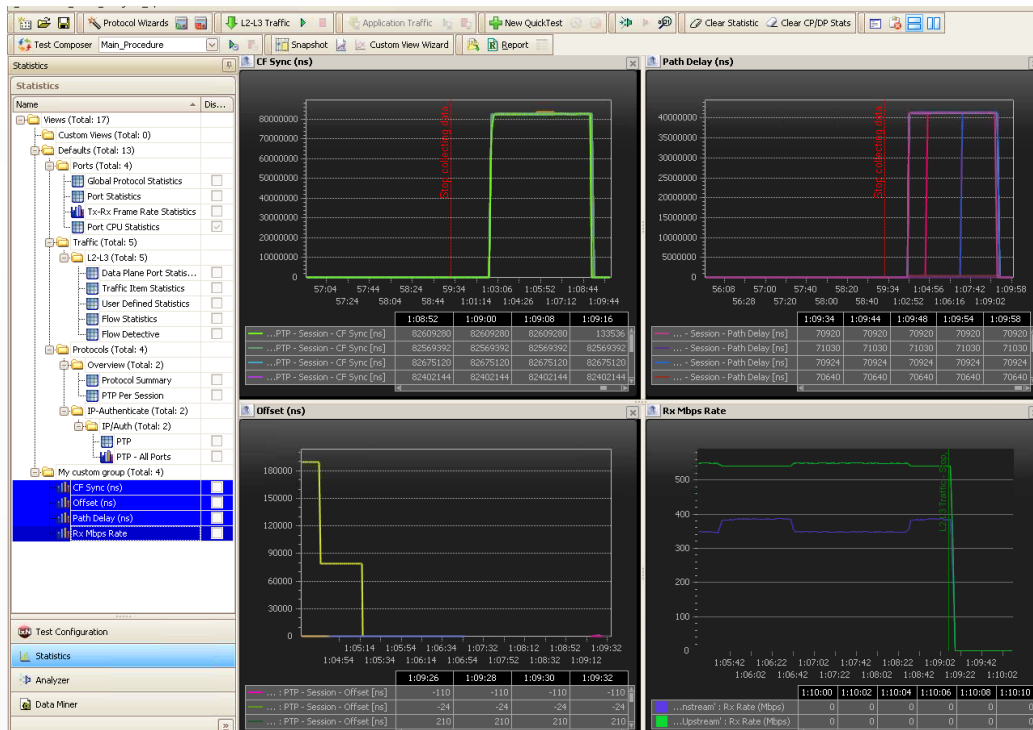 Protocol Wizards
L2-L3 Traffic
Application Traffic
New QuickTest
Clear Statistic
Clear CP/DP Stats
Test Composer
Main_Procedure
Snapshot
Custom View Wizard
Report
Statistics
Statistics
Name
Dis...
Views (Total: 17)
Custom Views (Total: 0)
Defaults (Total: 13)
Ports (Total: 4)
Global Protocol Statistics
Port Statistics
Tx-Rx Frame Rate Statistics
Port CPU Statistics
Traffic (Total: 5)
L2-L3 (Total: 5)
Data Plane Port Statis...
Traffic Item Statistics
User Defined Statistics
Flow Statistics
Flow Detective
Protocols (Total: 4)
Overview (Total: 2)
Protocol Summary
PTP Per Session
IP-Authenticate (Total: 2)
IP/Auth (Total: 2)
PTP
PTP - All Ports
My custom group (Total: 4)
CF Sync (ns)
Offset (ns)
Path Delay (ns)
Rx Mbps Rate
Test Configuration
Statistics
Analyzer
Data Miner
CF Sync (ns)
80000000
70000000
60000000
50000000
40000000
30000000
20000000
10000000
0
Stop collecting data
57:04 57:44 58:24 59:00 59:34 1:03:06 1:05:52 1:08:44
57:24 58:04 58:44 1:01:14 1:04:26 1:07:12 1:09:44
1:08:52 1:09:00 1:09:08 1:09:16
...PTP - Session - CF Sync [ns] 82609280 82609280 82609280 133536
...PTP - Session - CF Sync [ns] 82569392 82569392 82569392 82569392
...PTP - Session - CF Sync [ns] 82675120 82675120 82675120 82675120
...PTP - Session - CF Sync [ns] 82402144 82402144 82402144 82402144
Path Delay (ns)
40000000
35000000
30000000
25000000
20000000
15000000
10000000
5000000
0
Stop collecting data
56:08 57:00 57:40 58:20 59:34 1:04:56 1:07:42 1:09:58
56:28 57:20 58:00 58:40 1:02:52 1:06:16 1:09:02
1:09:34 1:09:44 1:09:48 1:09:54 1:09:58
... - Session - Path Delay [ns] 70920 70920 70920 70920 70920
... - Session - Path Delay [ns] 71030 71030 71030 71030 71030
... - Session - Path Delay [ns] 70924 70924 70924 70924 70924
... - Session - Path Delay [ns] 70640 70640 70640 70640 70640
Offset (ns)
180000
150000
120000
90000
60000
30000
0
1:05:14 1:05:54 1:06:34 1:07:32 1:08:12 1:08:52 1:09:32
1:04:54 1:05:34 1:06:14 1:06:54 1:07:52 1:08:32 1:09:12
1:09:26 1:09:28 1:09:30 1:09:32
... : PTP - Session - Offset [ns] -110 -110 -110 -110
... : PTP - Session - Offset [ns] -24 -24 -24 -24
... : PTP - Session - Offset [ns] 210 210 210 210
Rx Mbps Rate
500
400
300
200
100
0
L2-L3 Traffic - Stop
1:05:42 1:06:22 1:07:02 1:07:42 1:08:22 1:09:02 1:09:42
1:06:02 1:06:42 1:07:22 1:08:02 1:08:42 1:09:22 1:10:02
1:10:00 1:10:02 1:10:04 1:10:06 1:10:08 1:10:10
...nstream' : Rx Rate (Mbps) 0 0 0 0 0 0
...Upstream' : Rx Rate (Mbps) 0 0 0 0 0 0